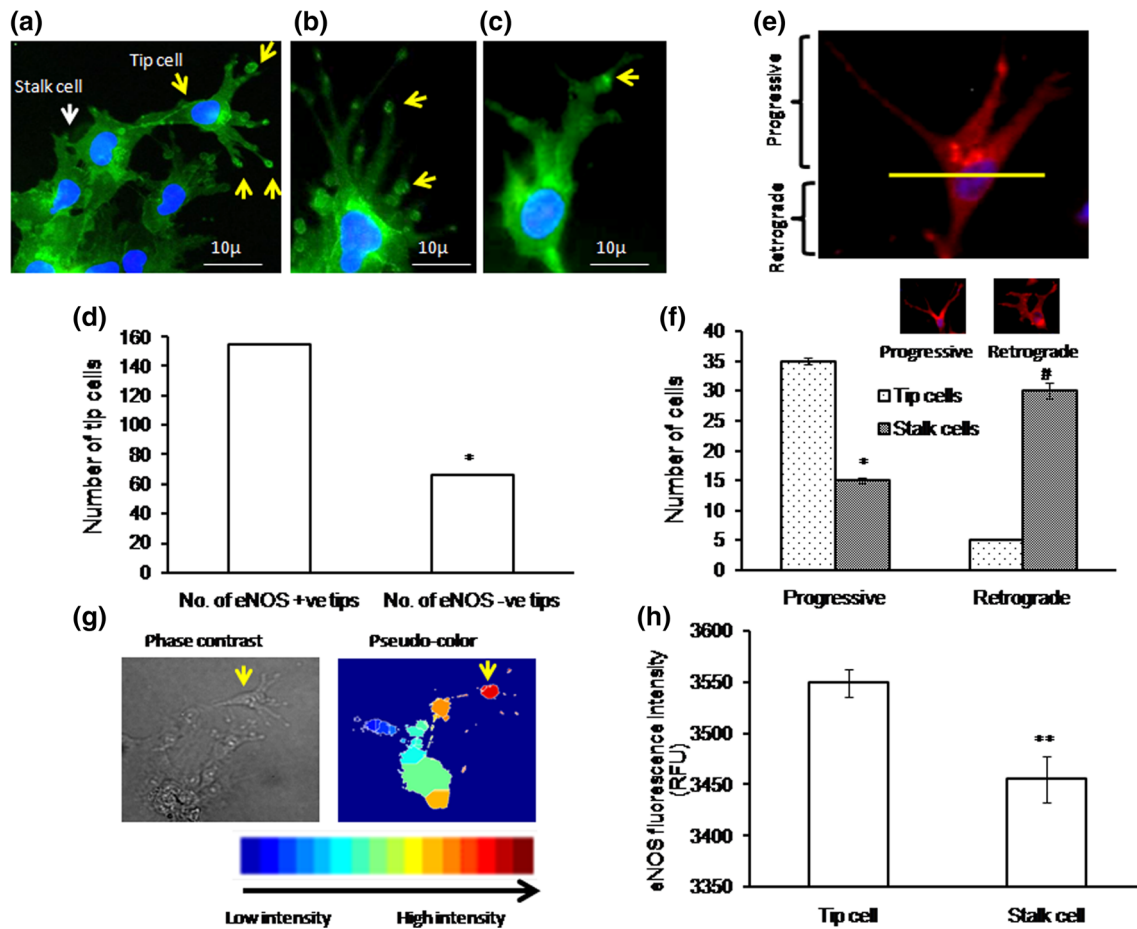 (a)
Stalk cell
Tip cell
10μ
(b)
10μ
(c)
10μ
(e)
Progressive
Retrograde
(d)
Number of tip cells
160
140
120
100
80
60
40
20
0
*
No. of eNOS +ve tips
No. of eNOS -ve tips
(f)
Progressive
Retrograde
Number of cells
40
35
30
25
20
15
10
5
0
Tip cells
Stalk cells
*
#
Progressive
Retrograde
(g)
Phase contrast
Pseudo-color
Low intensity
High intensity
(h)
eNOS fluorescence Intensity
(RFU)
3600
3550
3500
3450
3400
3350
**
Tip cell
Stalk cell